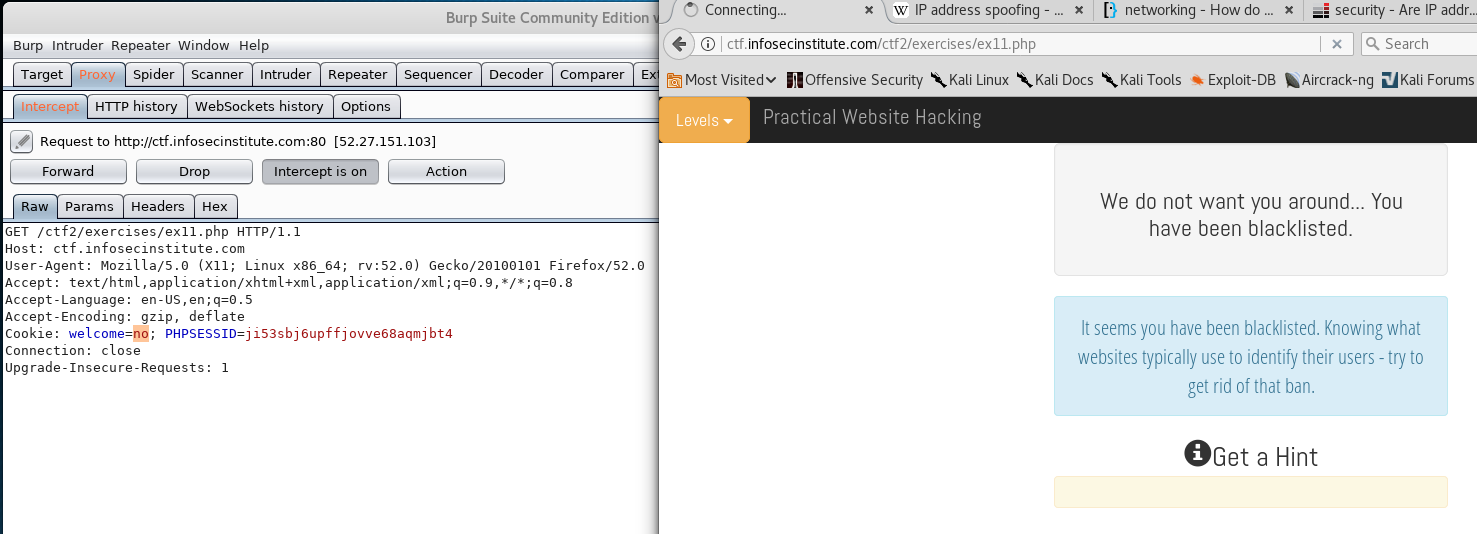 Burp Suite Community Edition
Burp Intruder Repeater Window Help
Target Proxy Spider Scanner Intruder Repeater Sequencer Decoder Comparer
Intercept HTTP history WebSockets history Options
Request to http://ctf.infosecinstitute.com:80 [52.27.151.103]
Forward Drop Intercept is on Action
Raw Params Headers Hex
GET /ctf2/exercises/ex11.php HTTP/1.1
Host: ctf.infosecinstitute.com
User-Agent: Mozilla/5.0 (X11; Linux x86_64; rv:52.0) Gecko/20100101 Firefox/52.0
Accept: text/html,application/xhtml+xml,application/xml;q=0.9,*/*;q=0.8
Accept-Language: en-US,en;q=0.5
Accept-Encoding: gzip, deflate
Cookie: welcome=no; PHPSESSID=ji53sbj6upffjovve68aqmjbt4
Connection: close
Upgrade-Insecure-Requests: 1
Connecting... W IP address spoofing - ... networking - How do ... security - Are IP addr...
ctf.infosecinstitute.com/ctf2/exercises/ex11.php Search
Most Visited Offensive Security Kali Linux Kali Docs Kali Tools Exploit-DB Aircrack-ng Kali Forums
Levels Practical Website Hacking
We do not want you around... You
have been blacklisted.
It seems you have been blacklisted. Knowing what
websites typically use to identify their users - try to
get rid of that ban.
Get a Hint